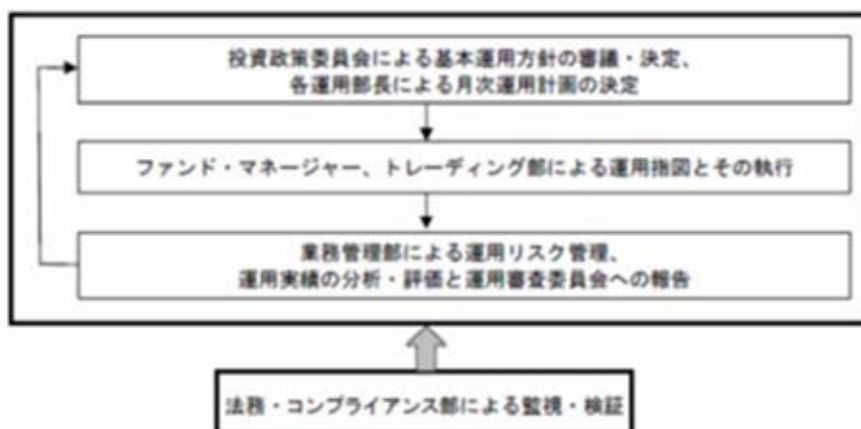 投資政策委員会による基本運用方針の審議・決定、
各運用部長による月次運用計画の決定
ファンド・マネージャー、トレーディング部による運用指図とその執行
業務管理部による運用リスク管理、
運用実績の分析・評価と運用審査委員会への報告
法務・コンプライアンス部による監視・検証